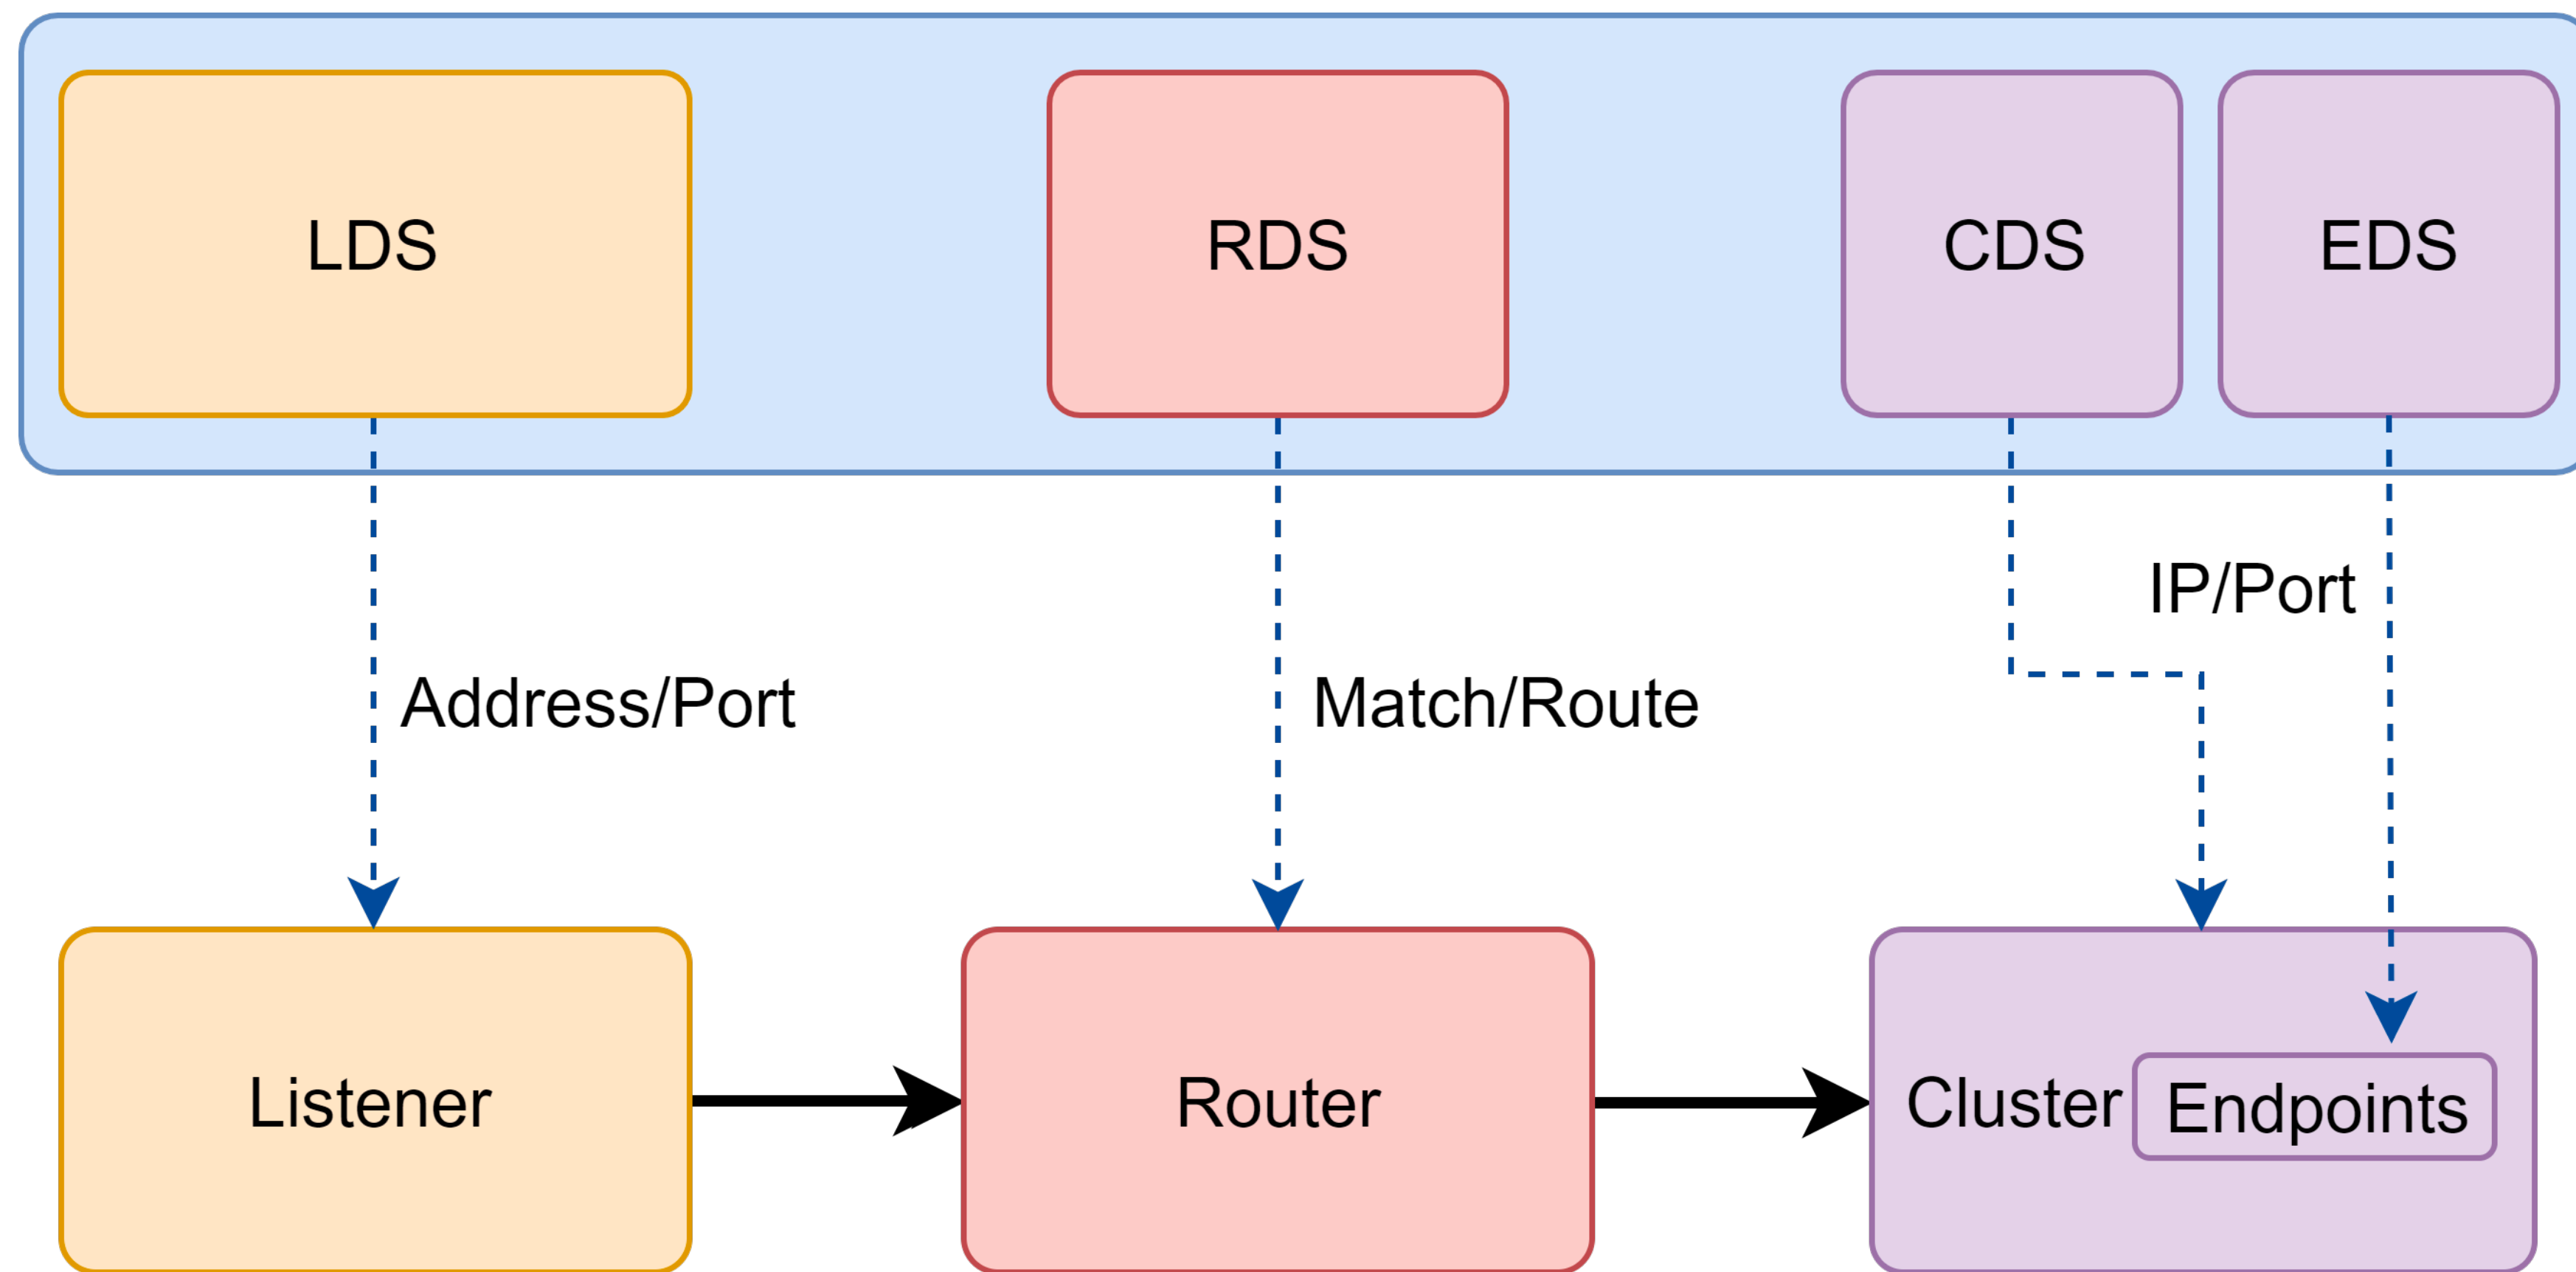 LDS
RDS
CDS
EDS
IP/Port
Address/Port
Match/Route
Listener
Router
Cluster
Endpoints